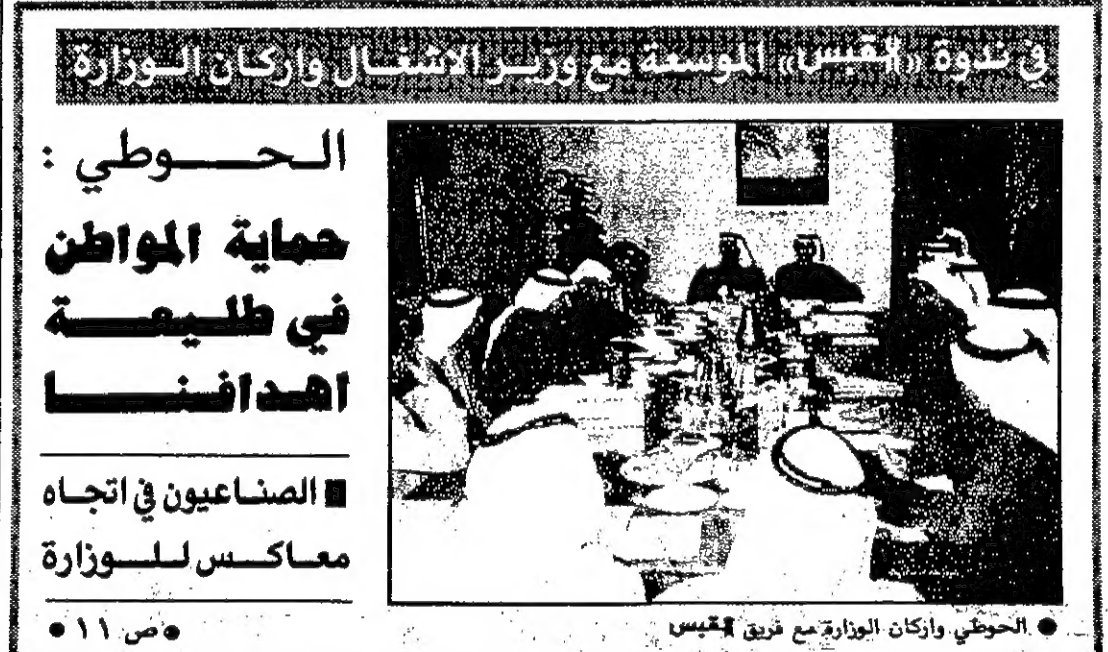 في ندوة «القبس» الموسعة مع وزير الاشغال واركان الوزارة
الحوطي :
حماية المواطن
في طليعة
اهدافنا
■ الصناعيون في اتجاه
معاكس للوزارة
● ص ١١ ●
● الحوطي واركان الوزارة مع فريق القبس